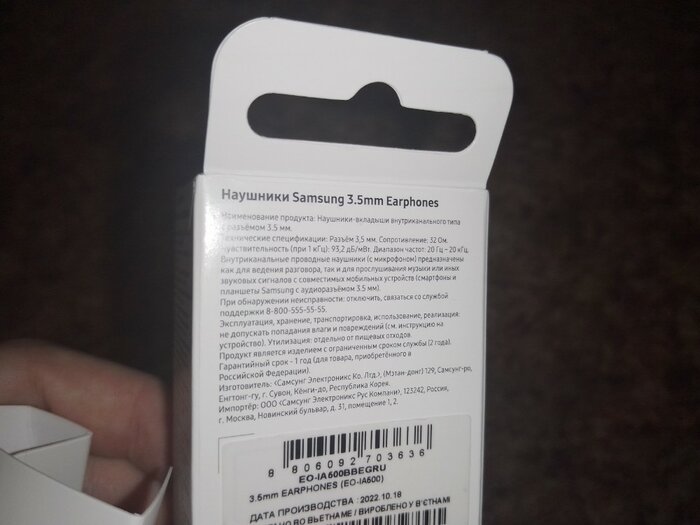 Наушники Samsung 3.5mm Earphones
Наименование продукта: Наушники-вкладыши внутриканального типа
с разъёмом 3.5 мм.
Технические спецификации: Разъём 3,5 мм. Сопротивление: 32 Ом.
Чувствительность (при 1 кГц): 93,2 дБ/мВт. Диапазон частот: 20 Гц – 20 кГц.
Внутриканальные проводные наушники (с микрофоном) предназначены
как для ведения разговора, так и для прослушивания музыки или иных
звуковых сигналов с совместимых мобильных устройств (смартфоны и
планшеты Samsung с аудиоразъёмом 3.5 мм).
При обнаружении неисправности: отключить, связаться со службой
поддержки 8-800-555-55-55.
Эксплуатация, хранение, транспортировка, использование, реализация:
не допускать попадания влаги и повреждений (см. инструкцию на
устройство). Утилизация: отдельно от пищевых отходов.
Продукт является изделием с ограниченным сроком службы (2 года).
Гарантийный срок - 1 год (для товара, приобретённого в
Российской Федерации).
Изготовитель: «Самсунг Электроникс Ко. Лтд.», (Мэтан-донг) 129, Самсунг-ро,
Енгтонг-гу, г. Сувон, Кёнги-до, Республика Корея.
Импортёр: ООО «Самсунг Электроникс Рус Компани», 123242, Россия,
г. Москва, Новинский бульвар, д. 31, помещение 1, 2.
8 806092 703636
EO-IA500BBEGRU
3.5mm EARPHONES (EO-IA500)
ДАТА ПРОИЗВОДСТВА : 2022.10.18
ВО ВЬЕТНАМЕ / ВИРОБЛЕНО У В'ЄТНАМІ